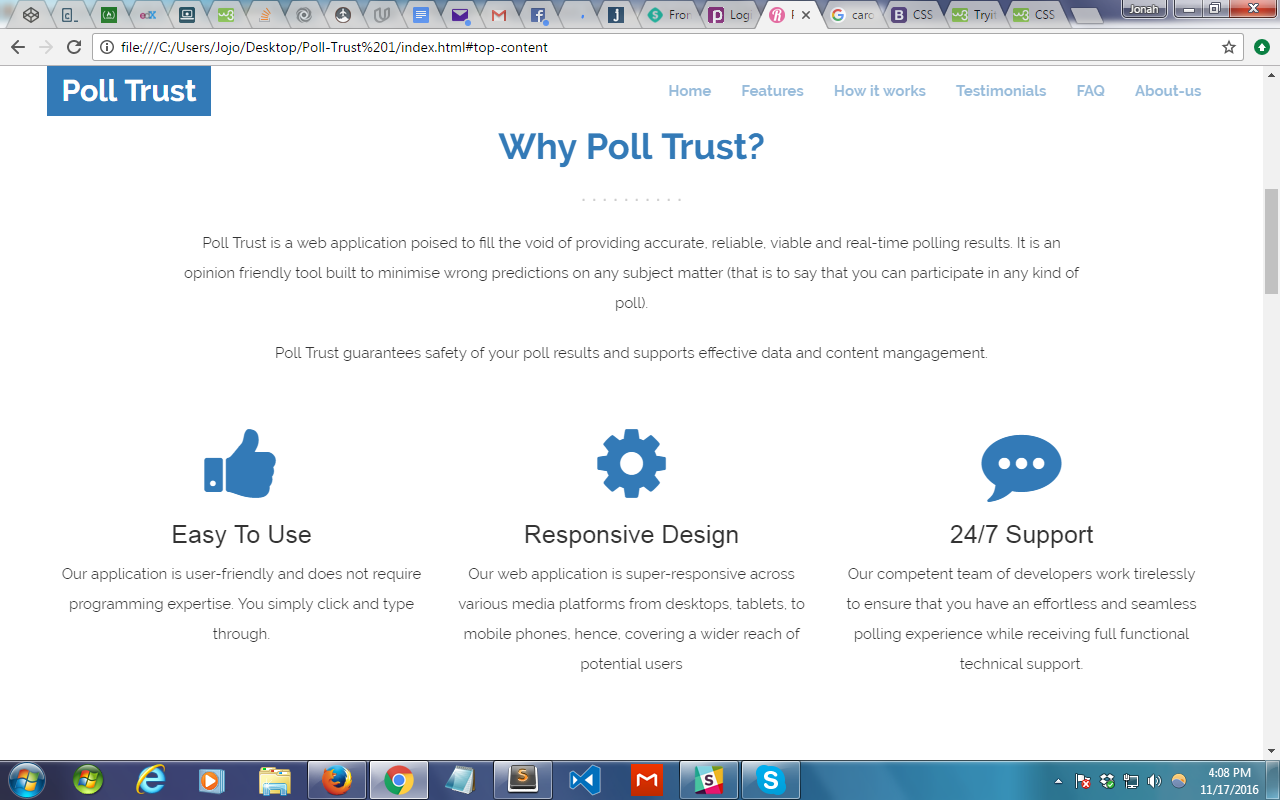 Jonah
Fror
Log
F
carc
CSS
Tryi
CSS
file:///C:/Users/Jojo/Desktop/Poll-Trust%201/index.html#top-content
Poll Trust
Home Features How it works Testimonials FAQ About-us
Why Poll Trust?
Poll Trust is a web application poised to fill the void of providing accurate, reliable, viable and real-time polling results. It is an
opinion friendly tool built to minimise wrong predictions on any subject matter (that is to say that you can participate in any kind of
poll).
Poll Trust guarantees safety of your poll results and supports effective data and content mangagement.
Easy To Use
Our application is user-friendly and does not require
programming expertise. You simply click and type
through.
Responsive Design
Our web application is super-responsive across
various media platforms from desktops, tablets, to
mobile phones, hence, covering a wider reach of
potential users
24/7 Support
Our competent team of developers work tirelessly
to ensure that you have an effortless and seamless
polling experience while receiving full functional
technical support.
4:08 PM
11/17/2016